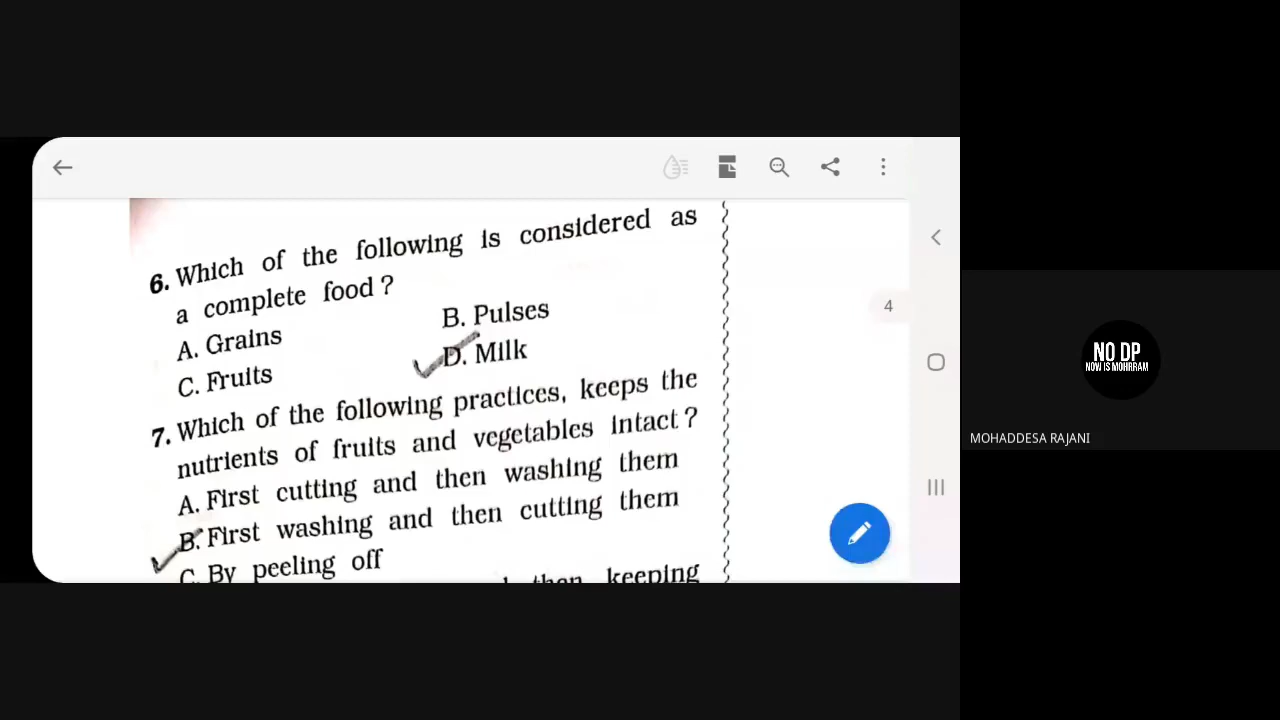 6. Which of the following is considered as
a complete food ?
A. Grains B. Pulses
C. Fruits D. Milk
7. Which of the following practices, keeps the
nutrients of fruits and vegetables intact ?
A. First cutting and then washing them
B. First washing and then cutting them
C. By peeling off
then keeping
4
NO DP
NOW IS MOHRRAM
MOHADDESA RAJANI